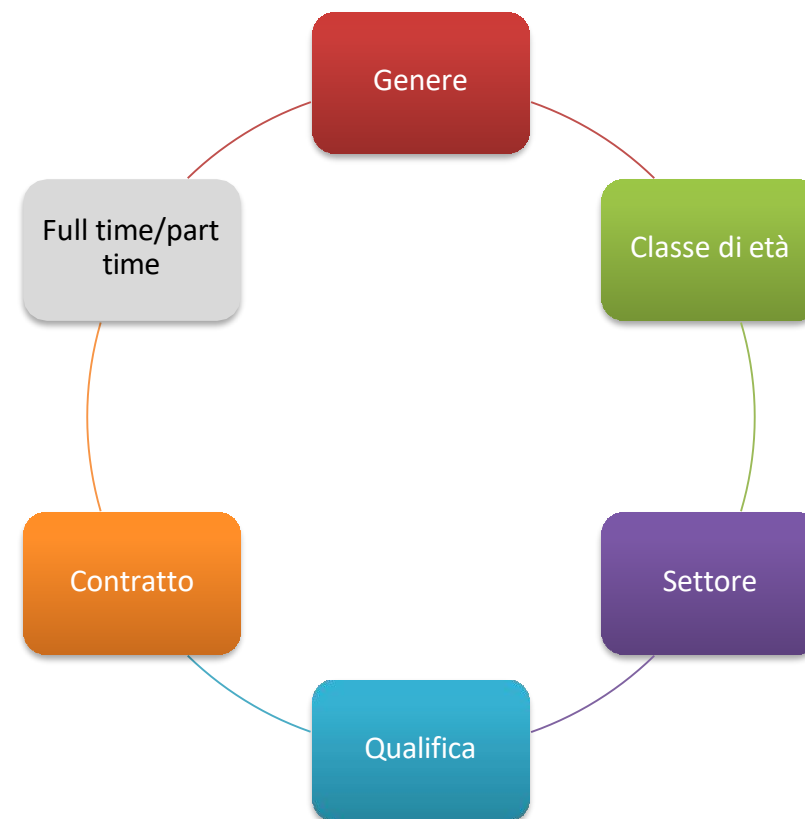 Genere
Full time/part
time
Classe di età
Contratto
Settore
Qualifica